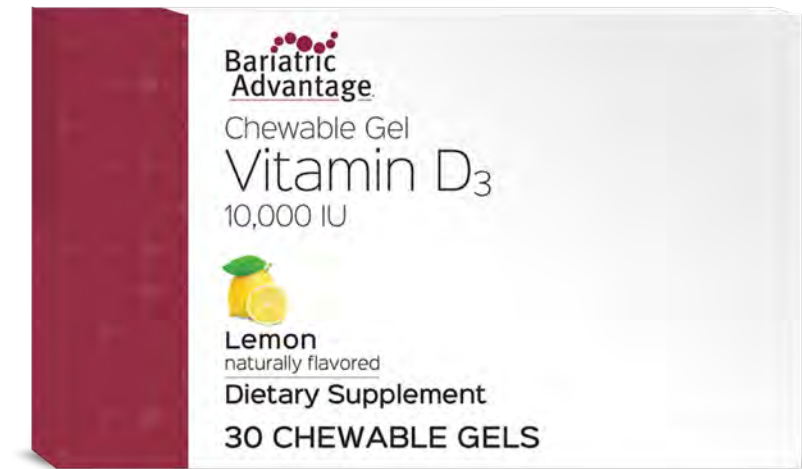 Bariatric
Advantage
Chewable Gel
Vitamin D3
10,000 IU
Lemon
naturally flavored
Dietary Supplement
30 CHEWABLE GELS